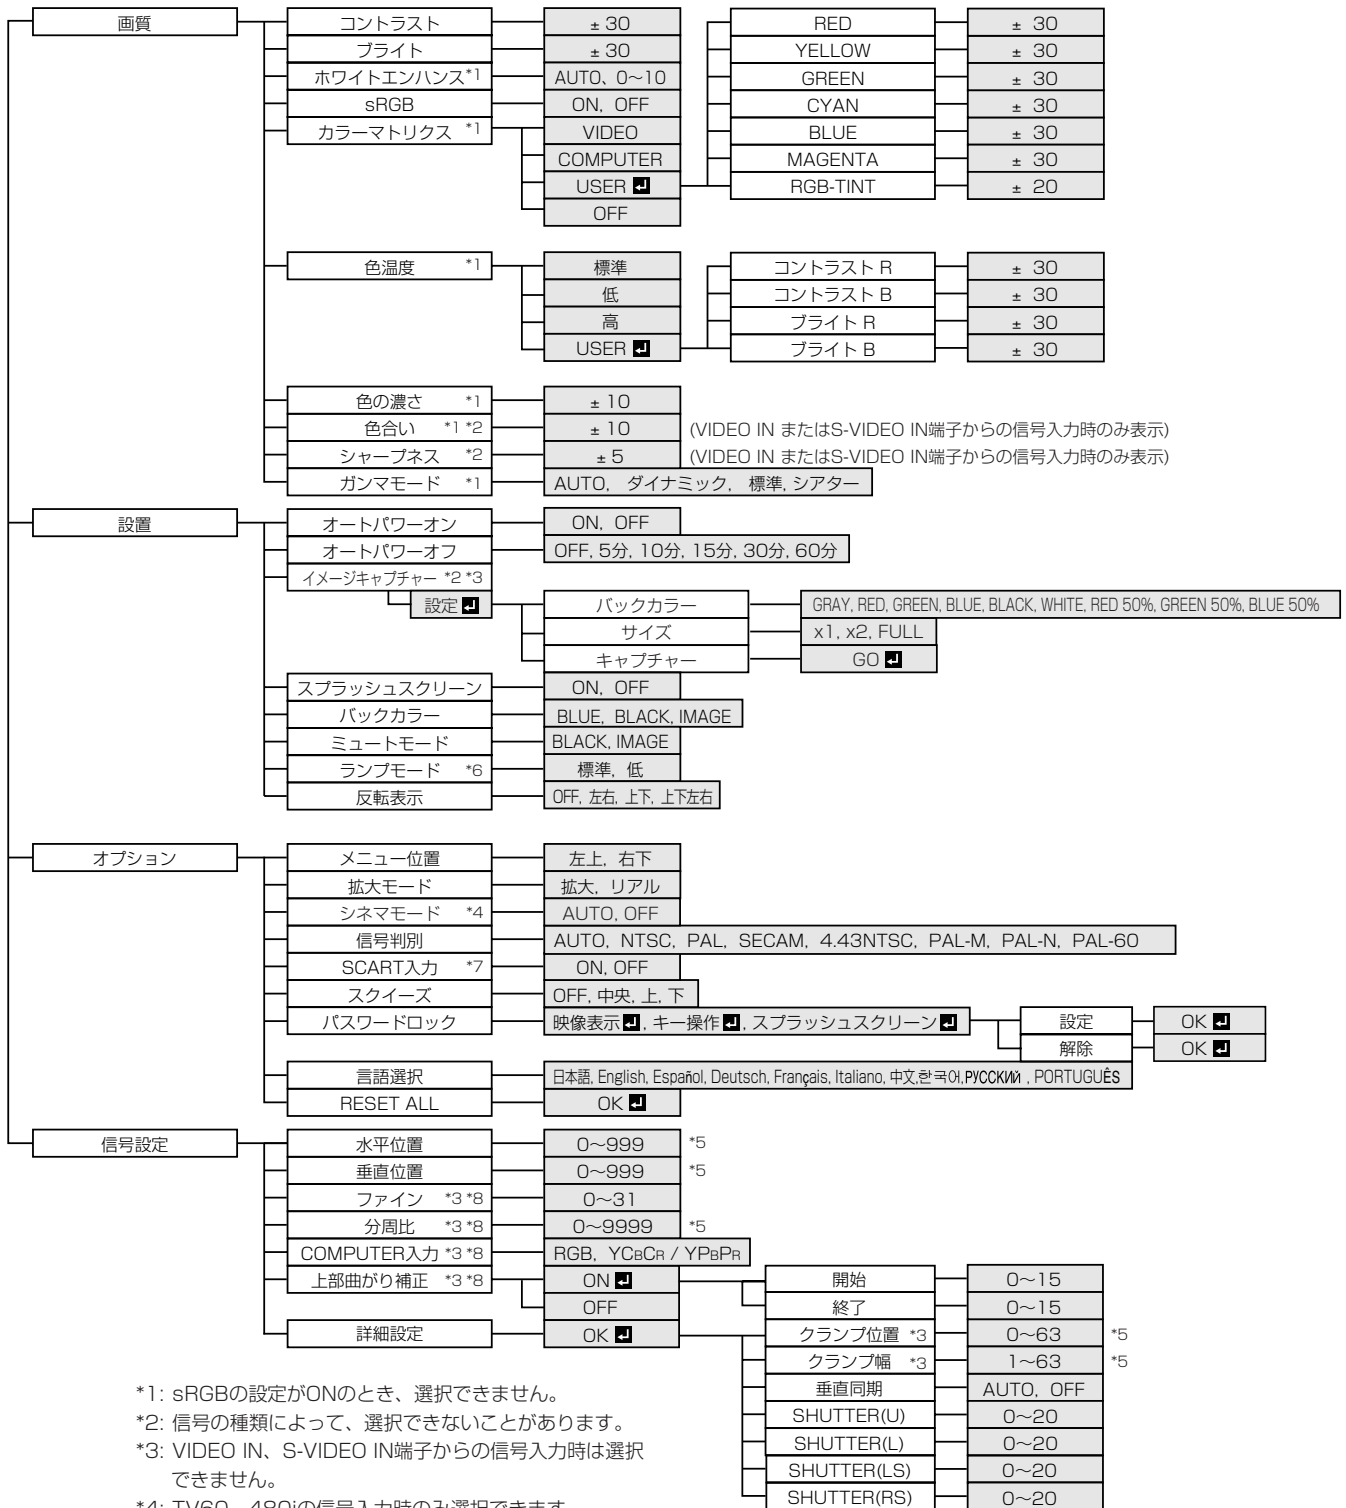 画質 コントラスト ± 30 RED ± 30
ブライト ± 30 YELLOW ± 30
ホワイトエンハンス*1 AUTO、0～10 GREEN ± 30
sRGB ON, OFF CYAN ± 30
カラーマトリクス *1 VIDEO BLUE ± 30
COMPUTER MAGENTA ± 30
USER RGB-TINT ± 20
OFF
色温度 *1 標準 コントラスト R ± 30
低 コントラスト B ± 30
高 ブライト R ± 30
USER ブライト B ± 30
色の濃さ *1 ± 10
色合い *1 *2 ± 10 (VIDEO IN またはS-VIDEO IN端子からの信号入力時のみ表示)
シャープネス *2 ± 5 (VIDEO IN またはS-VIDEO IN端子からの信号入力時のみ表示)
ガンマモード *1 AUTO, ダイナミック, 標準, シアター
設置 オートパワーオン ON, OFF
オートパワーオフ OFF, 5分, 10分, 15分, 30分, 60分
イメージキャプチャー *2 *3
設定 バックカラー GRAY, RED, GREEN, BLUE, BLACK, WHITE, RED 50%, GREEN 50%, BLUE 50%
サイズ x1, x2, FULL
キャプチャー GO
スプラッシュスクリーン ON, OFF
バックカラー BLUE, BLACK, IMAGE
ミュートモード BLACK, IMAGE
ランプモード *6 標準, 低
反転表示 OFF, 左右, 上下, 上下左右
オプション メニュー位置 左上, 右下
拡大モード 拡大, リアル
シネマモード *4 AUTO, OFF
信号判別 AUTO, NTSC, PAL, SECAM, 4.43NTSC, PAL-M, PAL-N, PAL-60
SCART入力 *7 ON, OFF
スクイーズ OFF, 中央, 上, 下
パスワードロック 映像表示, キー操作, スプラッシュスクリーン 設定 OK
解除 OK
言語選択 日本語, English, Español, Deutsch, Français, Italiano, 中文,한국어,РУССКИЙ , PORTUGUÊS
RESET ALL OK
信号設定 水平位置 0～999 *5
垂直位置 0～999 *5
ファイン *3 *8 0～31
分周比 *3 *8 0～9999 *5
COMPUTER入力 *3 *8 RGB, YCBCR / YPBPR
上部曲がり補正 *3 *8 ON 開始 0～15
OFF 終了 0～15
詳細設定 OK クランプ位置 *3 0～63 *5
クランプ幅 *3 1～63 *5
垂直同期 AUTO, OFF
SHUTTER(U) 0～20
SHUTTER(L) 0～20
SHUTTER(LS) 0～20
SHUTTER(RS) 0～20
*1: sRGBの設定がONのとき、選択できません。
*2: 信号の種類によって、選択できないことがあります。
*3: VIDEO IN、S-VIDEO IN端子からの信号入力時は選択
できません。
*4: TV60、480iの信号入力時のみ選択できます